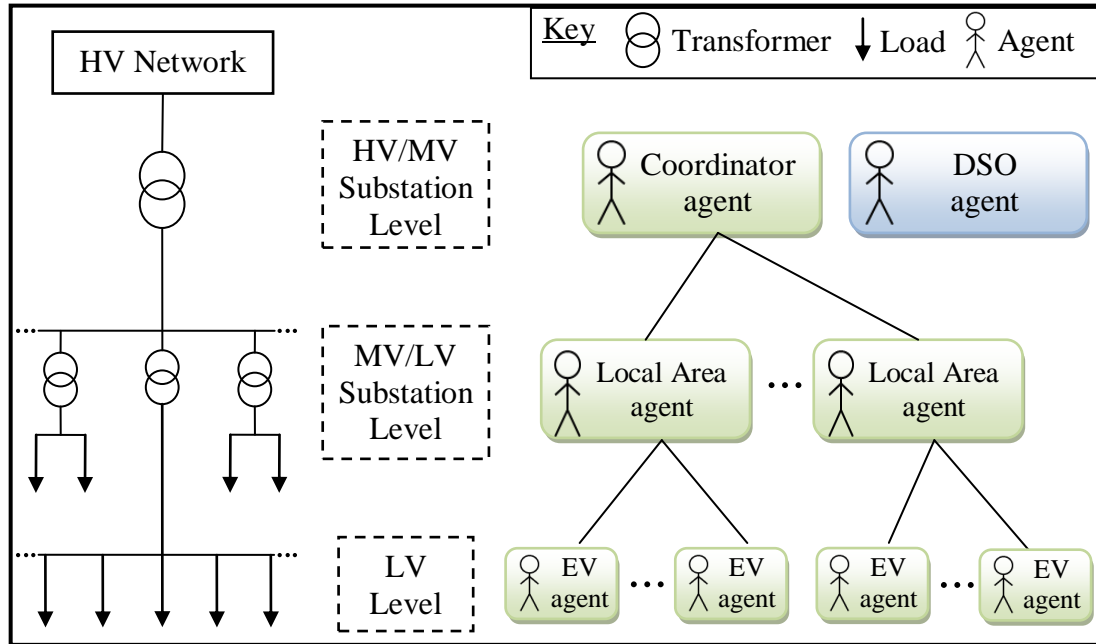 Key
Transformer
Load
Agent
HV Network
HV/MV
Substation
Level
Coordinator
agent
DSO
agent
MV/LV
Substation
Level
Local Area
agent
...
Local Area
agent
LV
Level
EV
agent
...
EV
agent
EV
agent
...
EV
agent